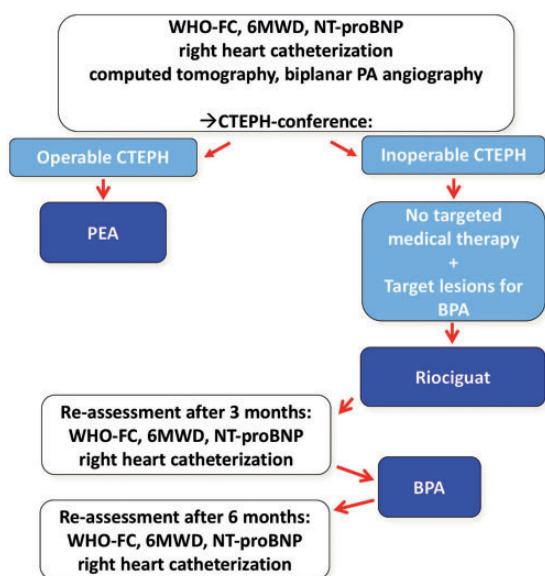 WHO-FC, 6MWD, NT-proBNP
right heart catheterization
computed tomography, biplanar PA angiography
→CTEPH-conference:
Operable CTEPH
Inoperable CTEPH
PEA
No targeted
medical therapy
+
Target lesions for
BPA
Riociguat
Re-assessment after 3 months:
WHO-FC, 6MWD, NT-proBNP
right heart catheterization
BPA
Re-assessment after 6 months:
WHO-FC, 6MWD, NT-proBNP
right heart catheterization